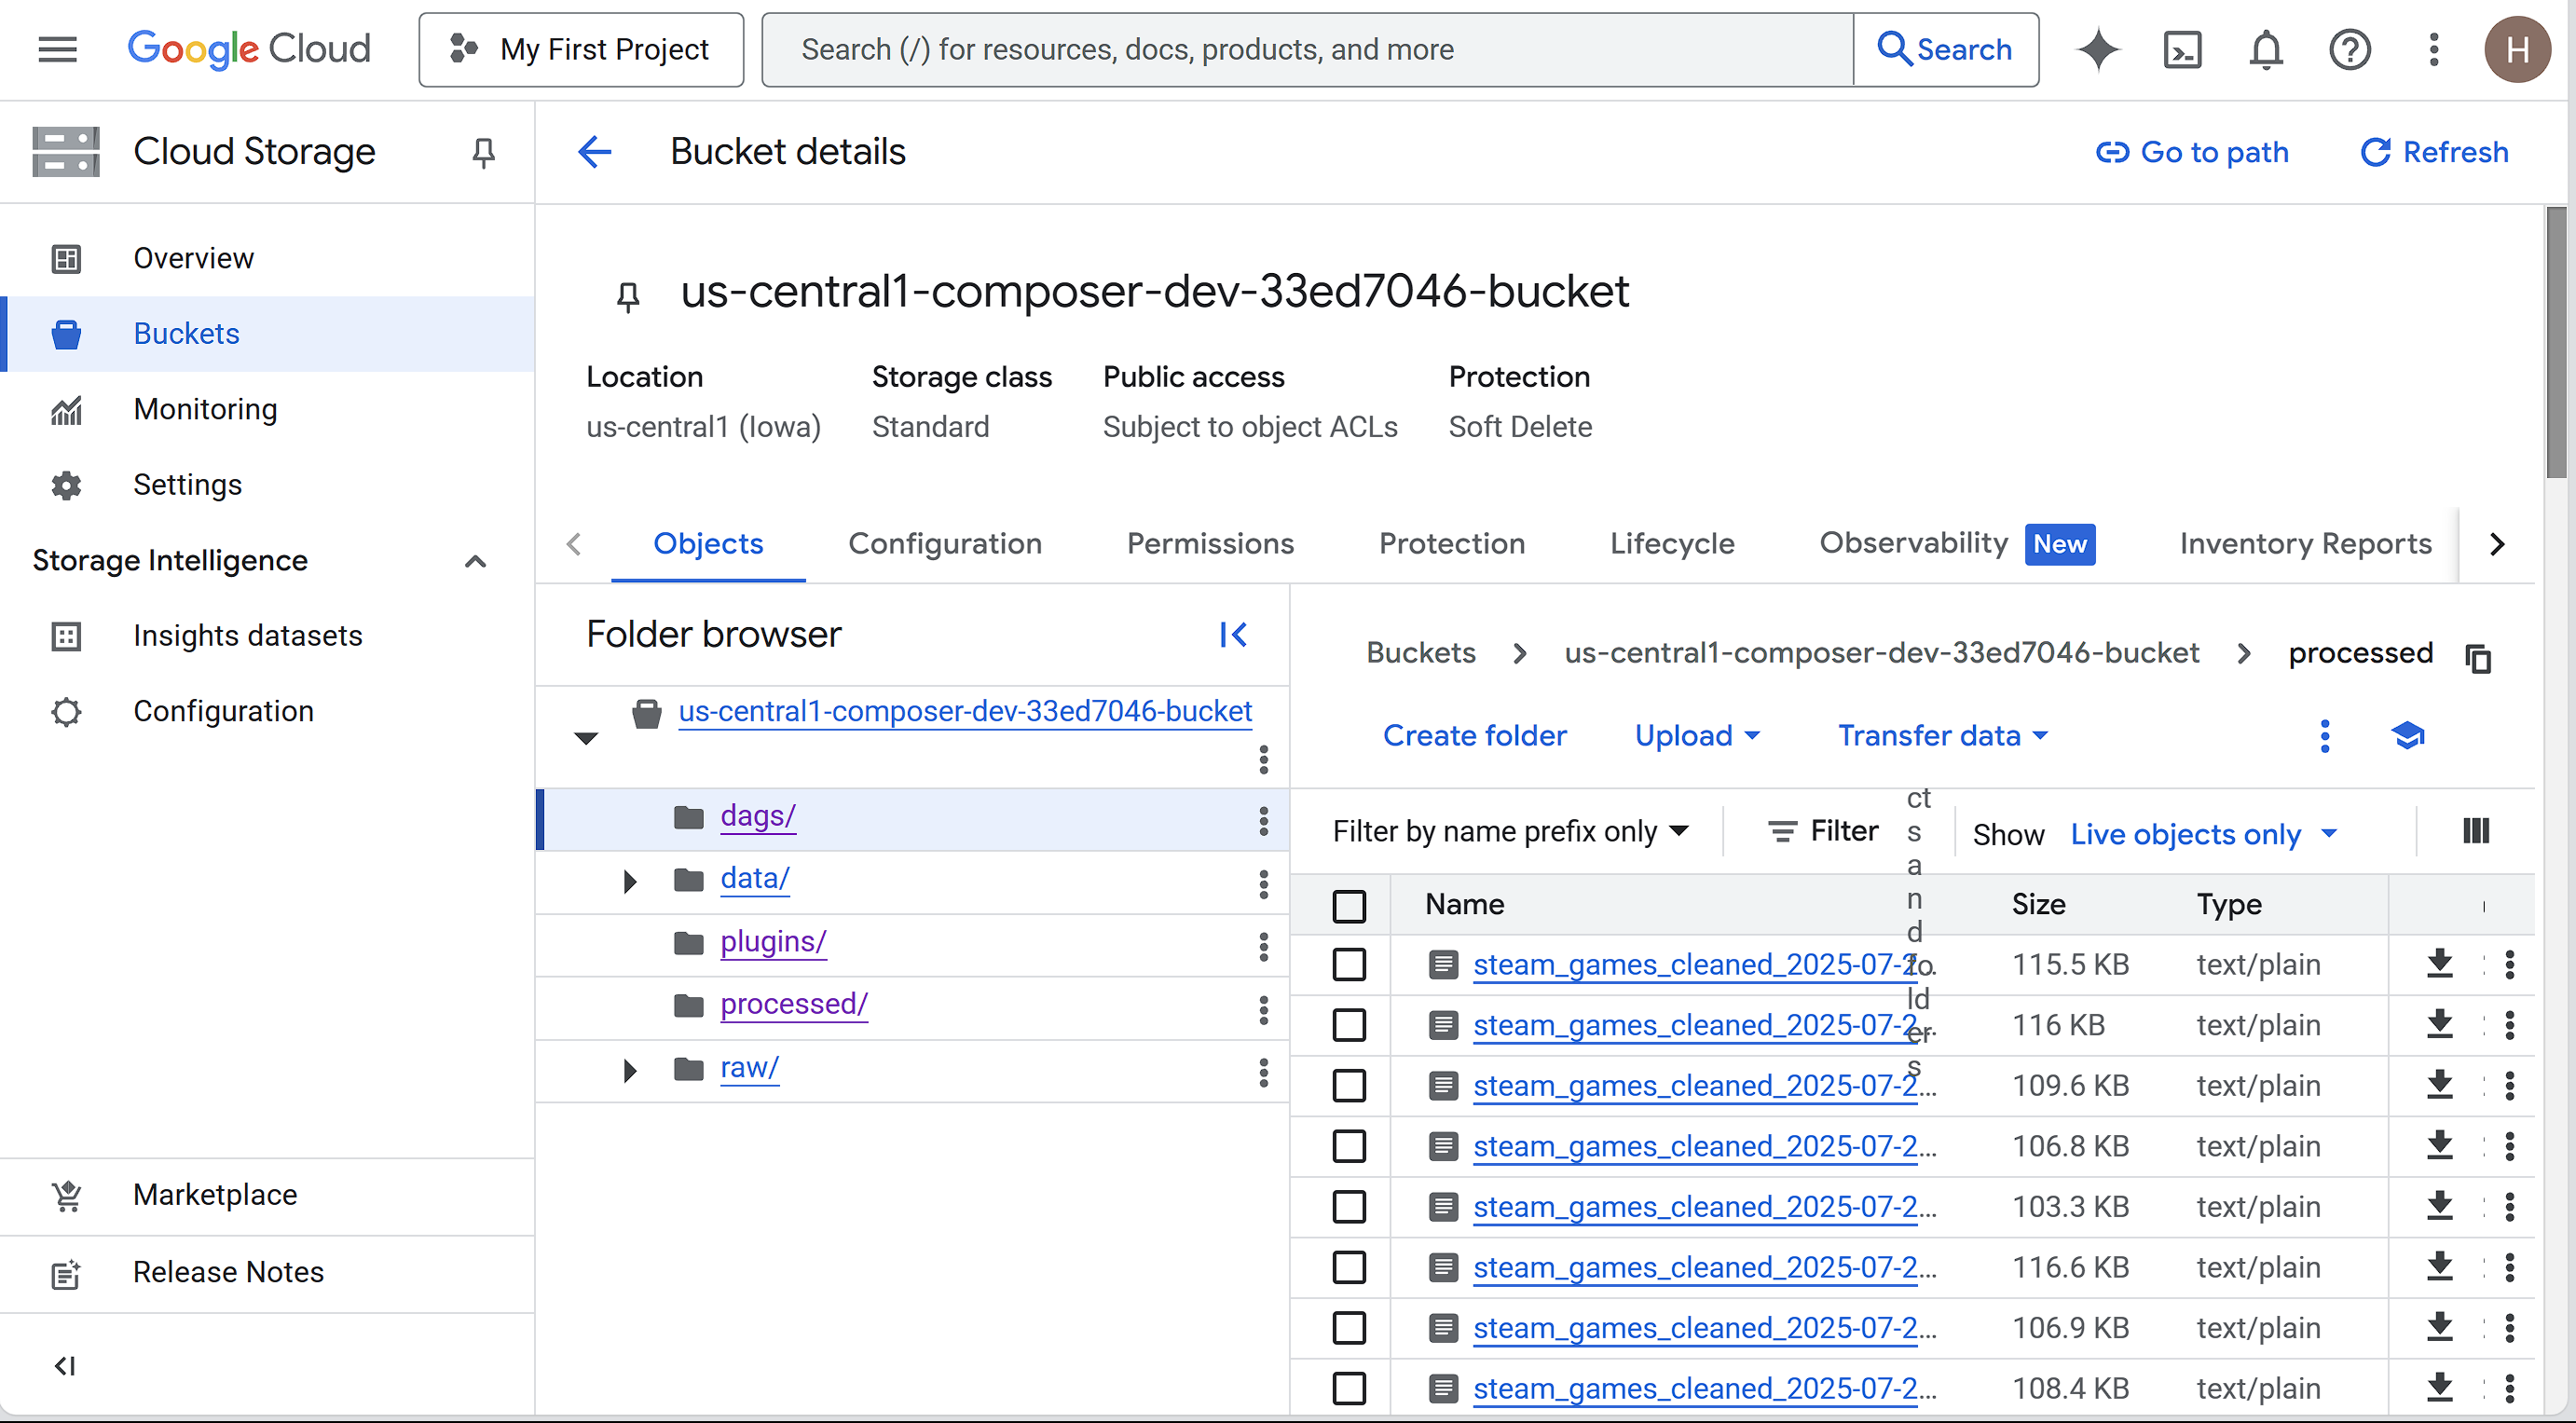 Google Cloud
My First Project
Search (/) for resources, docs, products, and more
Search
H
Cloud Storage
Bucket details
Go to path
Refresh
Overview
Buckets
Monitoring
Settings
Storage Intelligence
Insights datasets
Configuration
Marketplace
Release Notes
us-central1-composer-dev-33ed7046-bucket
Location Storage class Public access Protection
us-central1 (Iowa) Standard Subject to object ACLs Soft Delete
Objects Configuration Permissions Protection Lifecycle Observability New Inventory Reports
Folder browser
us-central1-composer-dev-33ed7046-bucket
dags/
data/
plugins/
processed/
raw/
Buckets us-central1-composer-dev-33ed7046-bucket processed
Create folder Upload Transfer data
Filter by name prefix only Filter
ct
s
a
n
d
fo
ld
er
s
Show Live objects only
Name Size Type
steam_games_cleaned_2025-07-2... 115.5 KB text/plain
steam_games_cleaned_2025-07-2... 116 KB text/plain
steam_games_cleaned_2025-07-2... 109.6 KB text/plain
steam_games_cleaned_2025-07-2... 106.8 KB text/plain
steam_games_cleaned_2025-07-2... 103.3 KB text/plain
steam_games_cleaned_2025-07-2... 116.6 KB text/plain
steam_games_cleaned_2025-07-2... 106.9 KB text/plain
steam_games_cleaned_2025-07-2... 108.4 KB text/plain